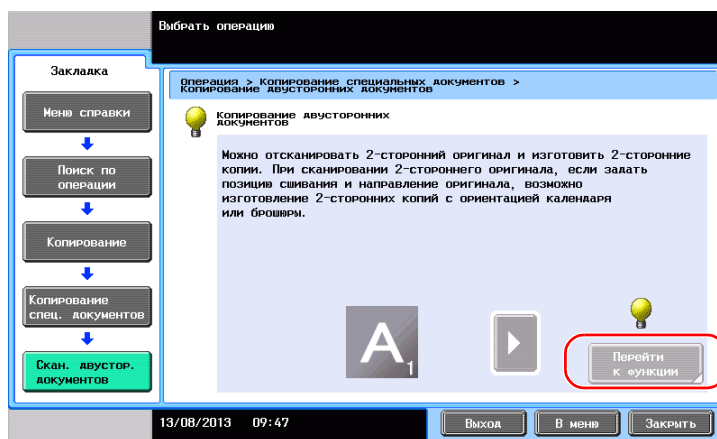 Выбрать операцию
Закладка
Меню справки
Поиск по
операции
Копирование
Копирование
спец. документов
Скан. двустор.
документов
Операция > Копирование специальных документов >
Копирование двусторонних документов
Копирование двусторонних
документов
Можно отсканировать 2-сторонний оригинал и изготовить 2-сторонние
копии. При сканировании 2-стороннего оригинала, если задать
позицию сшивания и направление оригинала, возможно
изготовление 2-сторонних копий с ориентацией календаря
или брошюры.
A
1
Перейти
к функции
13/08/2013 09:47
Выход
В меню
Закрыть